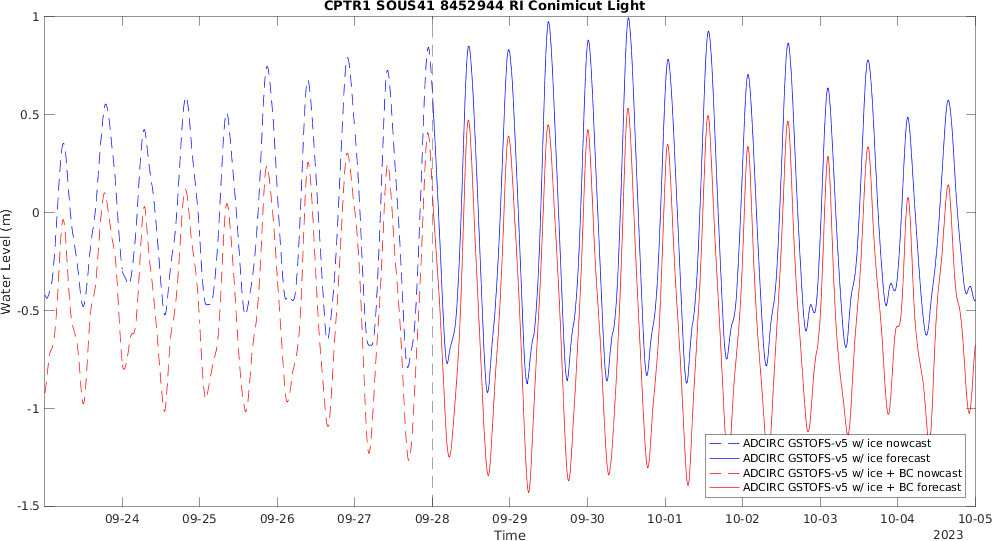 CPTR1 SOUS41 8452944 RI Conimicut Light
1
0.5
0
-0.5
-1
-1.5
Water Level (m)
ADCIRC GSTOFS-v5 w/ ice nowcast
ADCIRC GSTOFS-v5 w/ ice forecast
ADCIRC GSTOFS-v5 w/ ice + BC nowcast
ADCIRC GSTOFS-v5 w/ ice + BC forecast
09-24 09-25 09-26 09-27 09-28 09-29 09-30 10-01 10-02 10-03 10-04 10-05
Time
2023